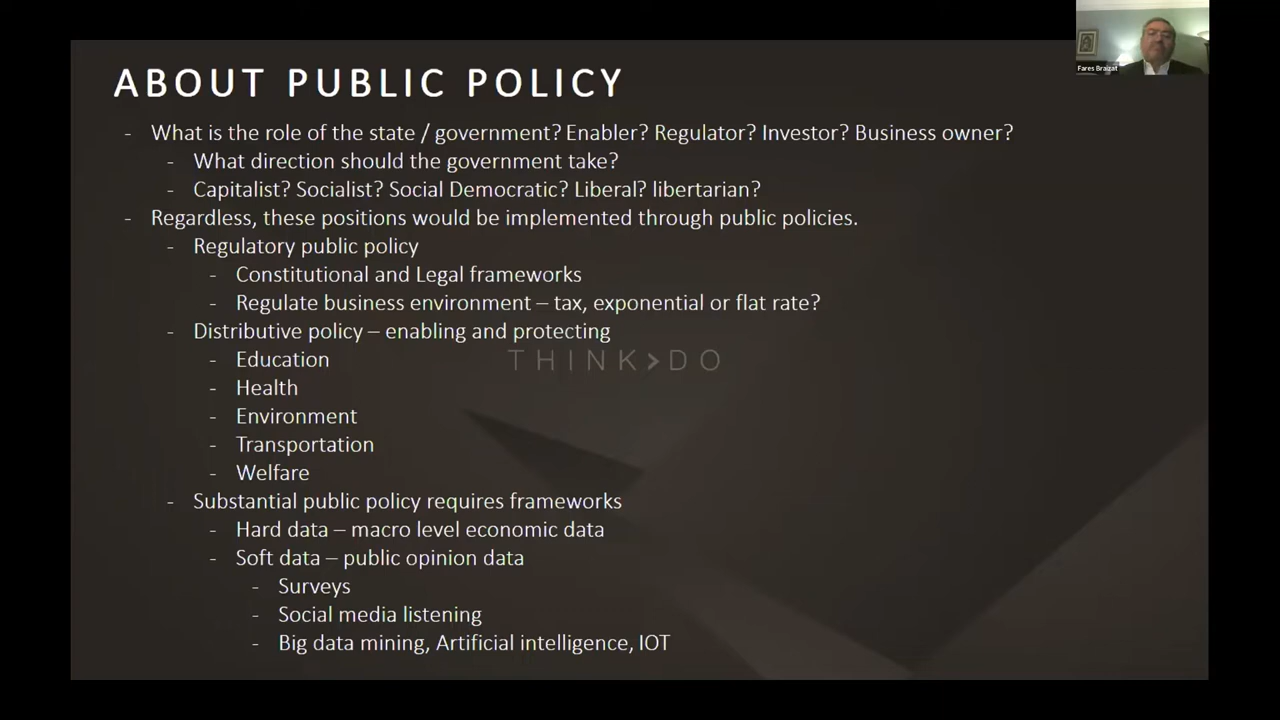 Fares Braizat
ABOUT PUBLIC POLICY
- What is the role of the state / government? Enabler? Regulator? Investor? Business owner?
- What direction should the government take?
- Capitalist? Socialist? Social Democratic? Liberal? libertarian?
- Regardless, these positions would be implemented through public policies.
- Regulatory public policy
- Constitutional and Legal frameworks
- Regulate business environment – tax, exponential or flat rate?
- Distributive policy – enabling and protecting
- Education
THINK>DO
- Health
- Environment
- Transportation
- Welfare
- Substantial public policy requires frameworks
- Hard data – macro level economic data
- Soft data – public opinion data
- Surveys
- Social media listening
- Big data mining, Artificial intelligence, IOT